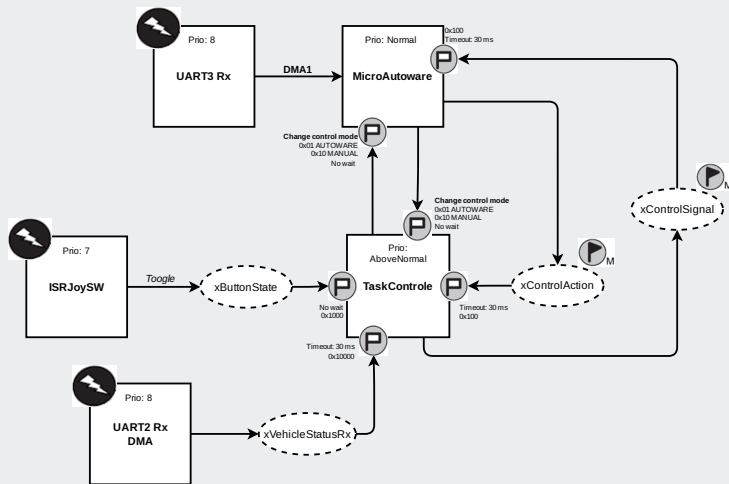 Prio: 8
UART3 Rx
DMA1
Prio: Normal
MicroAutoware
0x100
Timeout: 30 ms
Change control mode
0x01 AUTOWARE
0x10 MANUAL
No wait
Change control mode
0x01 AUTOWARE
0x10 MANUAL
No wait
M
xControlSignal
Prio: 7
ISRJoySW
Toogle
xButtonState
No wait
0x1000
Prio:
AboveNormal
TaskControle
Timeout: 30 ms
0x100
M
xControlAction
Timeout: 30 ms
0x10000
Prio: 8
UART2 Rx
DMA
xVehicleStatusRx